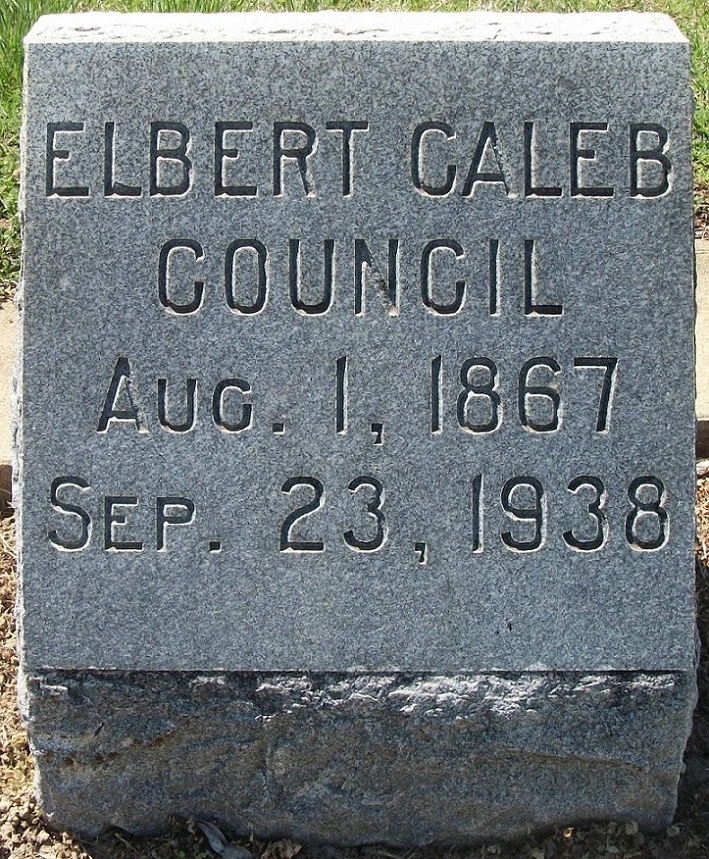 ELBERT CALEB
COUNCIL
AUG. 1, 1867
SEP. 23, 1938